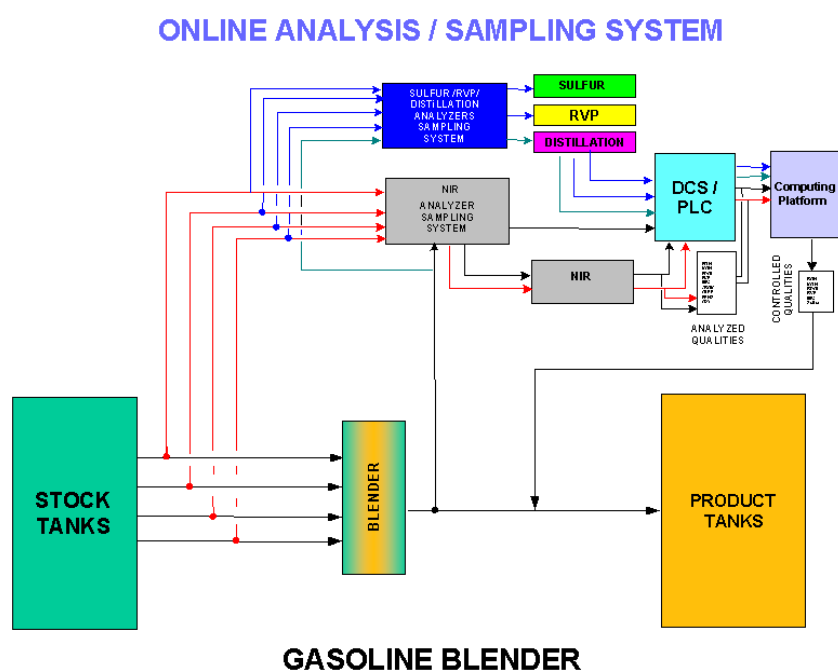 ONLINE ANALYSIS / SAMPLING SYSTEM
SULFUR /RVP/
DISTILLATION
ANALYZERS
SAMPLING
SYSTEM
SULFUR
RVP
DISTILLATION
NIR
ANALYZER
SAMPLING
SYSTEM
DCS /
PLC
Computing
Platform
NIR
ANALYZED
QUALITIES
CONTROLLED
QUALITIES
STOCK
TANKS
BLENDER
PRODUCT
TANKS
GASOLINE BLENDER